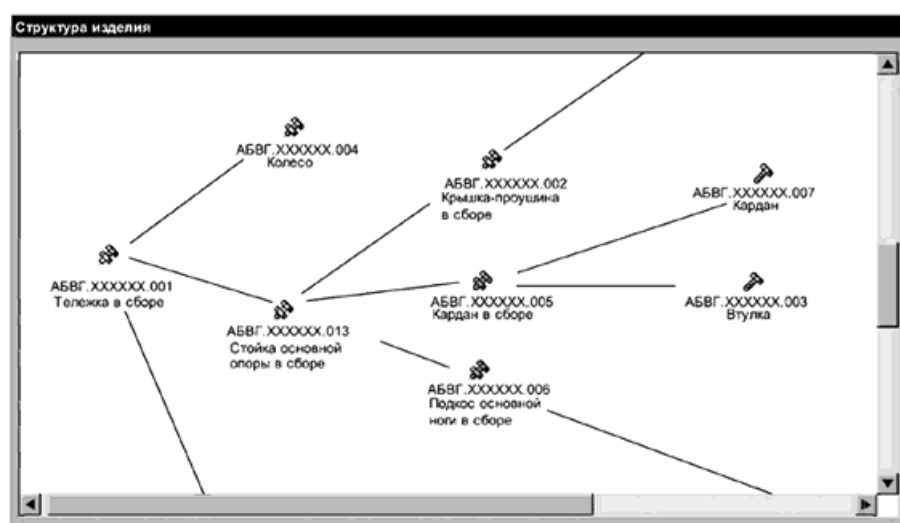 Структура изделия
АБВГ.XXXXXX.004
Колесо
АБВГ.XXXXXX.002
Крышка-проушина
в сборе
АБВГ.XXXXXX.007
Кардан
АБВГ.XXXXXX.001
Тележка в сборе
АБВГ.XXXXXX.013
Стойка основной
опоры в сборе
АБВГ.XXXXXX.005
Кардан в сборе
АБВГ.XXXXXX.003
Втулка
АБВГ.XXXXXX.006
Подкос основной
ноги в сборе